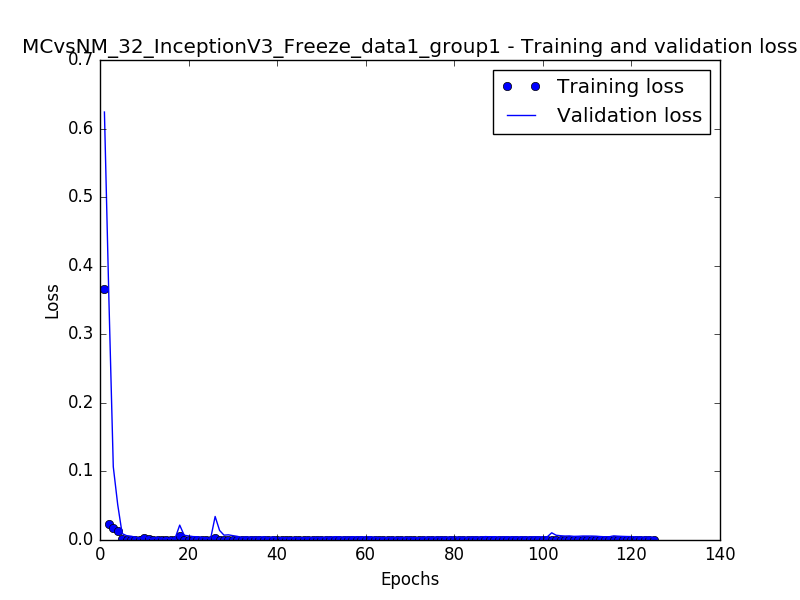 MCvsNM_32_InceptionV3_Freeze_data1_group1 - Training and validation loss
0.7
Training loss
Validation loss
0.6
0.5
0.4
0.3
0.2
0.1
0.0
Loss
0 20 40 60 80 100 120 140
Epochs